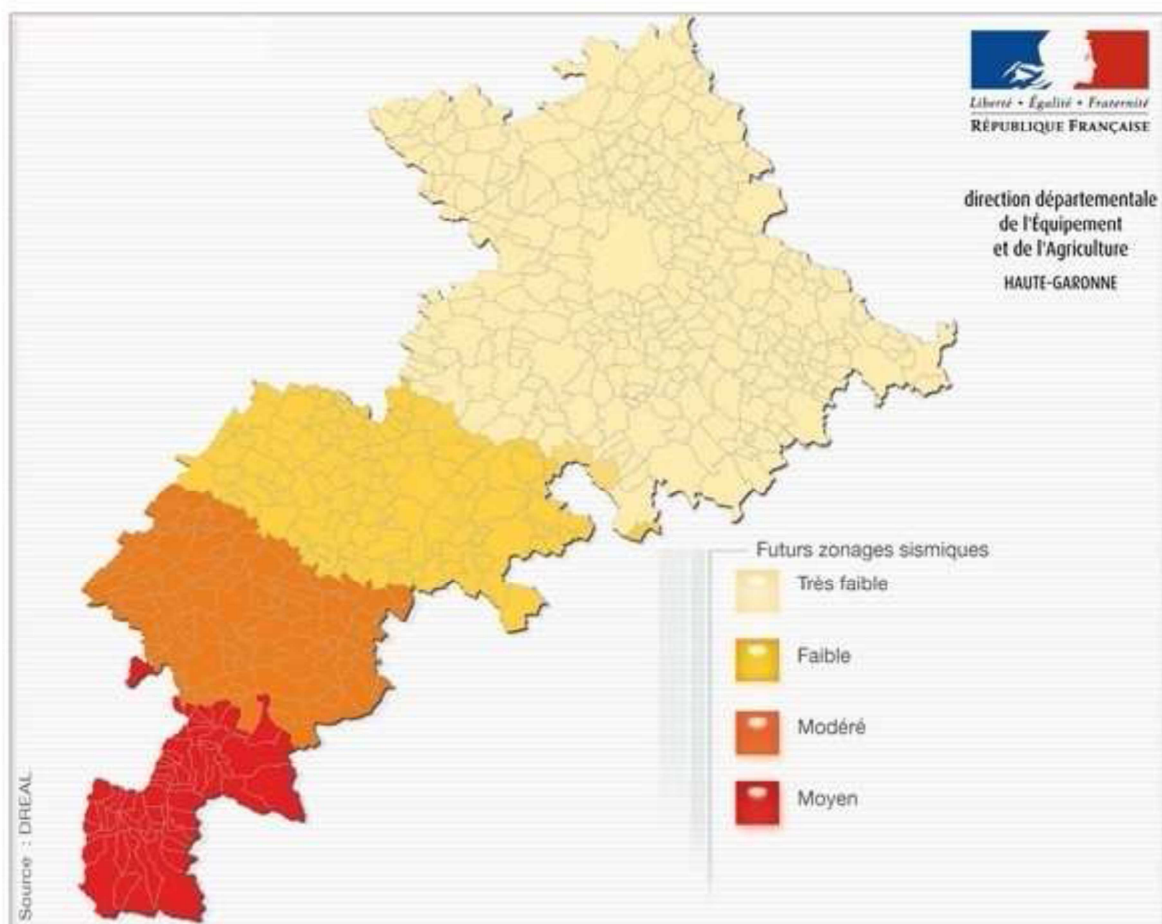 Liberté • Égalité • Fraternité
RÉPUBLIQUE FRANÇAISE
direction départementale
de l'Équipement
et de l'Agriculture
HAUTE-GARONNE
Futurs zonages sismiques
Très faible
Faible
Modéré
Moyen
Source : DREAL